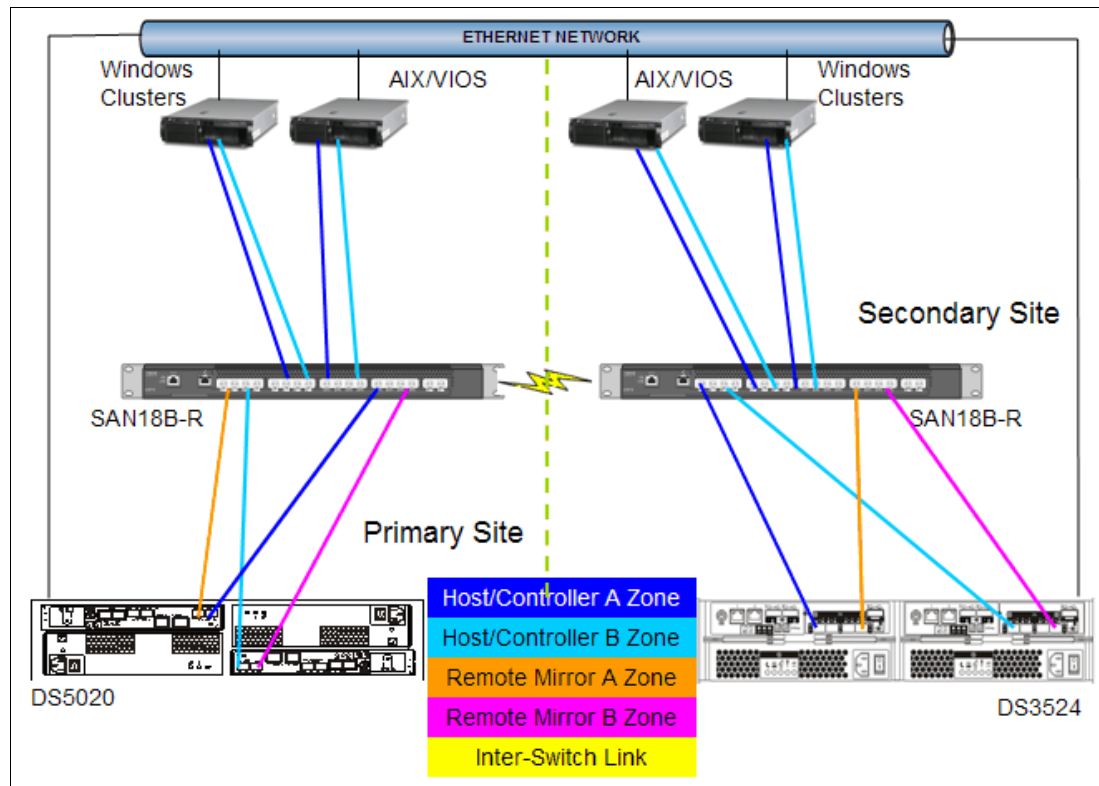 ETHERNET NETWORK
Windows
Clusters
AIX/VIOS
AIX/VIOS
Windows
Clusters
Secondary Site
SAN18B-R
SAN18B-R
Primary Site
Host/Controller A Zone
Host/Controller B Zone
Remote Mirror A Zone
Remote Mirror B Zone
Inter-Switch Link
DS5020
DS3524